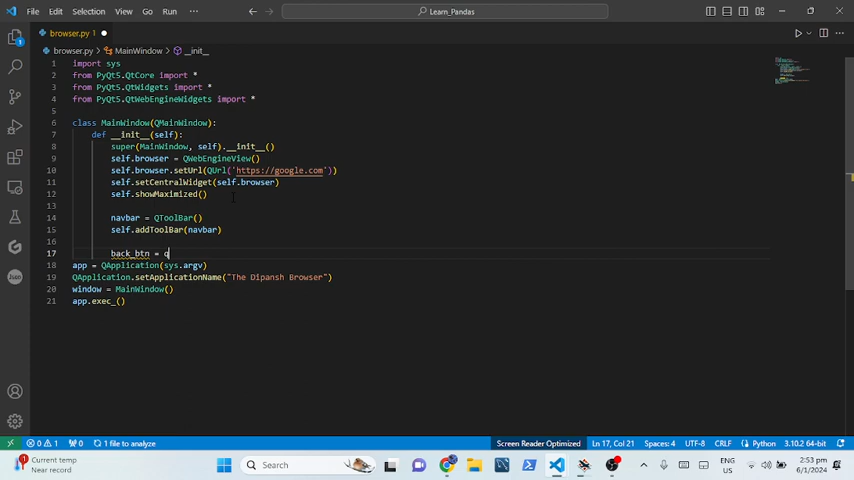 File Edit Selection View Go Run ··· Learn_Pandas
browser.py 1
browser.py > MainWindow > __init__
1 import sys
2 from PyQt5.QtCore import *
3 from PyQt5.QtWidgets import *
4 from PyQt5.QtWebEngineWidgets import *
5
6 class MainWindow(QMainWindow):
7 def __init__(self):
8 super(MainWindow, self).__init__()
9 self.browser = QWebEngineView()
10 self.browser.setUrl(QUrl('https://google.com'))
11 self.setCentralWidget(self.browser)
12 self.showMaximized()
13
14 navbar = QToolBar()
15 self.addToolBar(navbar)
16
17 back_btn = q
18 app = QApplication(sys.argv)
19 QApplication.setApplicationName("The Dipansh Browser")
20 window = MainWindow()
21 app.exec_()
1
Json
0 1 0 1 file to analyze Screen Reader Optimized Ln 17, Col 21 Spaces: 4 UTF-8 CRLF Python 3.10.2 64-bit
1 Current temp Near record Search ENG US 2:53 pm 6/1/2024